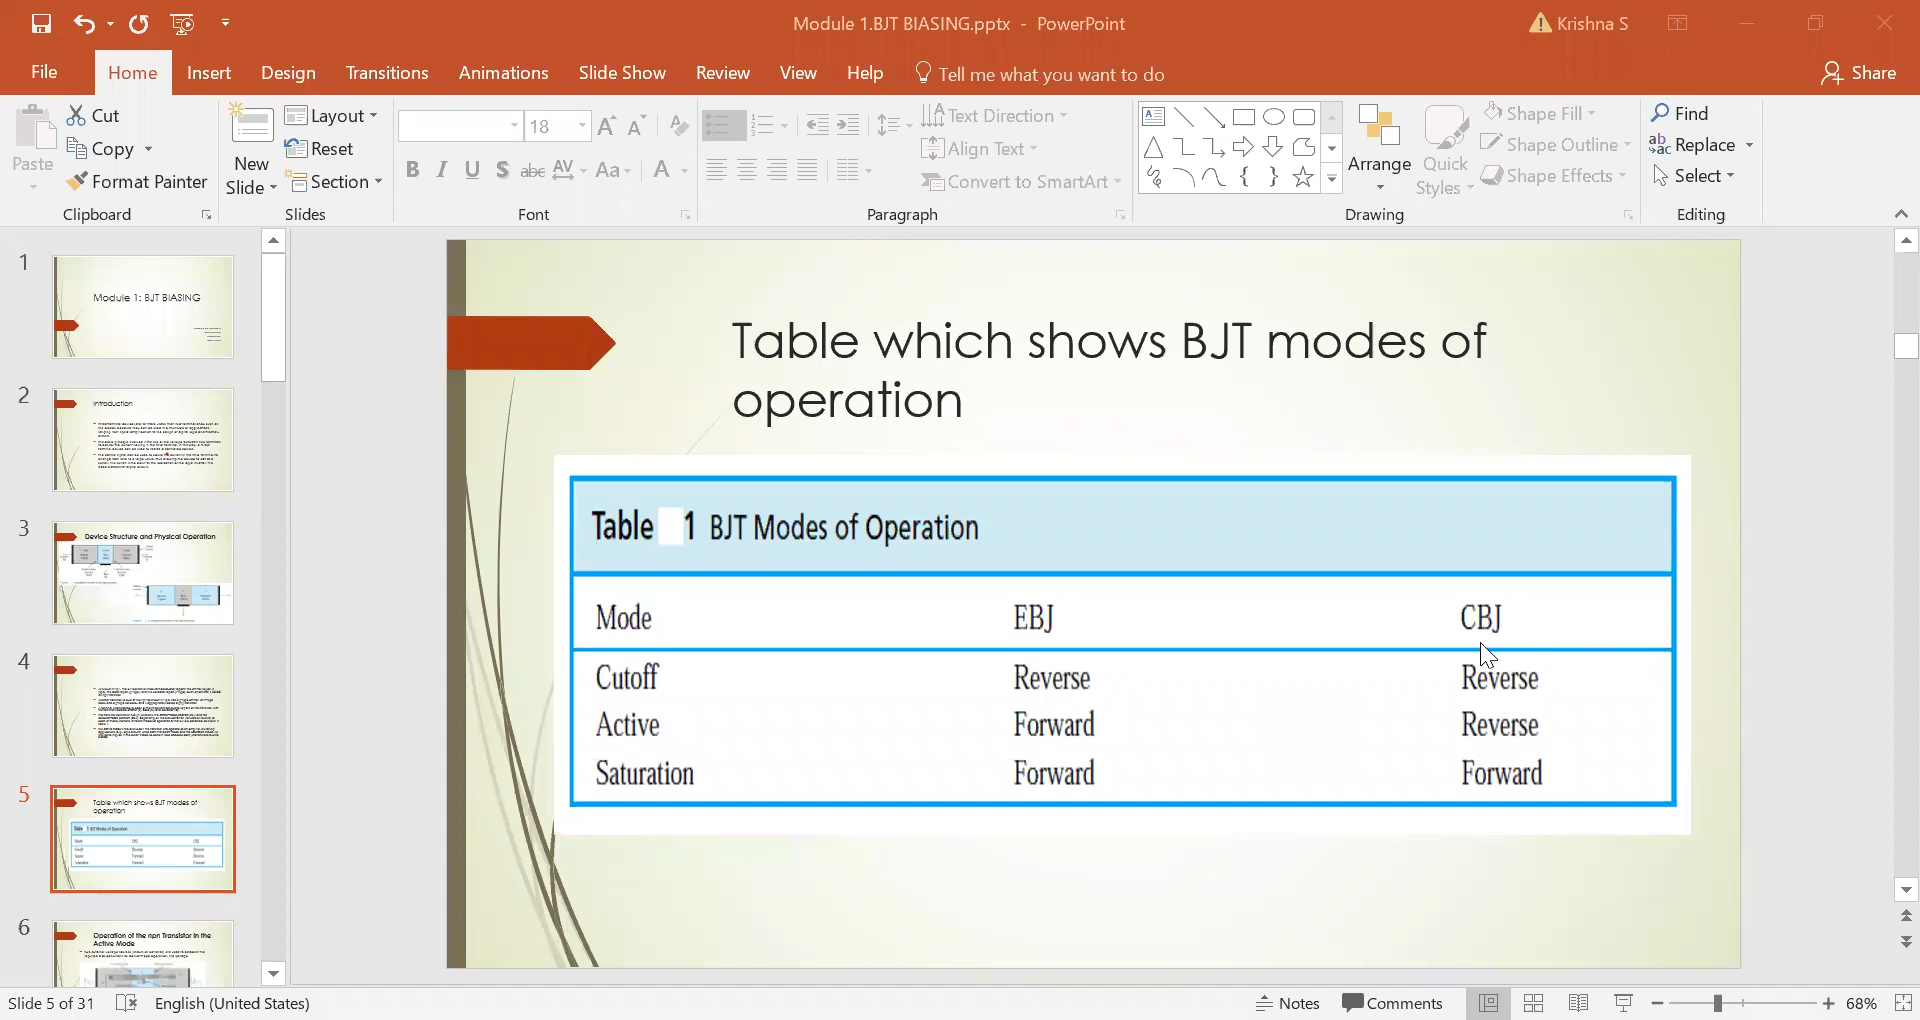 Module 1.BJT BIASING.pptx - PowerPoint
Krishna S
File Home Insert Design Transitions Animations Slide Show Review View Help Tell me what you want to do
Share
Paste
Cut
Copy
Format Painter
Clipboard
New
Slide
Layout
Reset
Section
Slides
18
B I U S abc AV Aa A
Font
Text Direction
Align Text
Convert to SmartArt
Paragraph
Arrange
Quick
Styles
Shape Fill
Shape Outline
Shape Effects
Drawing
Find
Replace
Select
Editing
1
Module 1: BJT BIASING
2
Introduction
3
Device Structure and Physical Operation
4
5
Table which shows BJT modes of
operation
6
Operation of the npn Transistor in the
Active Mode
Table which shows BJT modes of
operation
Table 1 BJT Modes of Operation
Mode EBJ CBJ
Cutoff Reverse Reverse
Active Forward Reverse
Saturation Forward Forward
Slide 5 of 31 English (United States)
Notes Comments 68%